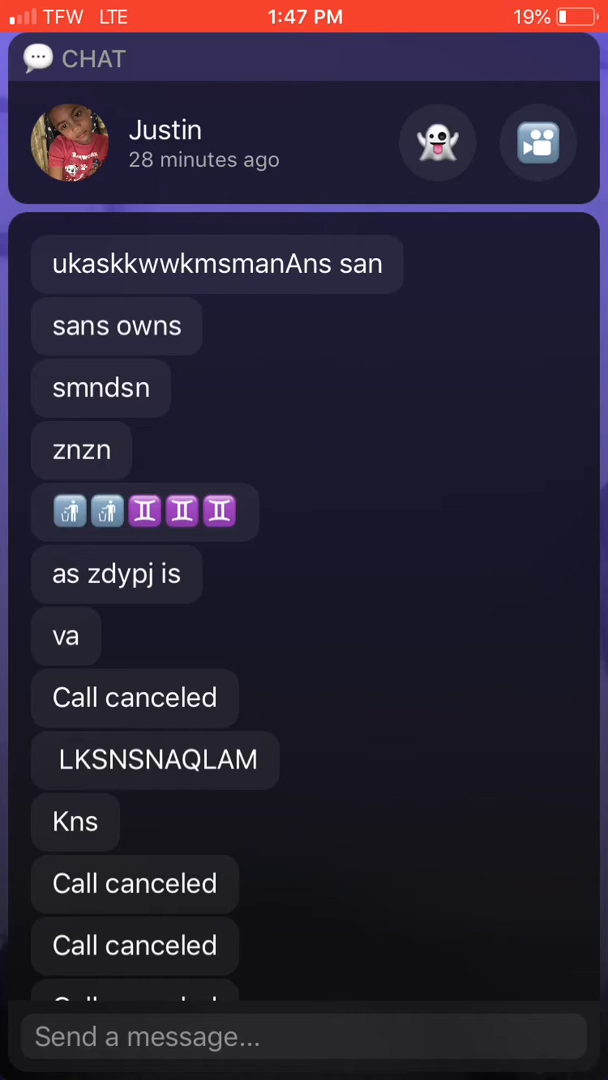 TFW LTE 1:47 PM 19%
CHAT
Justin
28 minutes ago
ukaskkwwkmsmanAns san
sans owns
smndsn
znzn
🚮🚮♊♊♊
as zdypj is
va
Call canceled
LKSNSNAQLAM
Kns
Call canceled
Call canceled
Send a message...